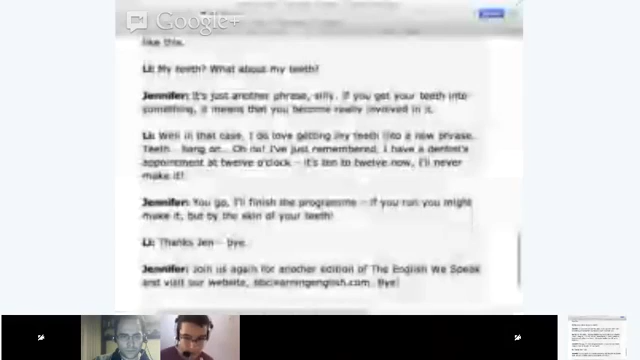 Google+
like this.
Li: My teeth? What about my teeth?
Jennifer: It's just another phrase, silly. If you get your teeth into
something, it means that you become really involved in it.
Li: Well in that case, I do love getting my teeth into a new phrase.
Teeth... hang on... Oh no! I've just remembered, I have a dentist's
appointment at twelve o'clock – it's ten to twelve now, I'll never
make it!
Jennifer: You go, I'll finish the programme – if you run you might
make it, but by the skin of your teeth!
Li: Thanks Jen – bye.
Jennifer: Join us again for another edition of The English We Speak
and visit our website, bbclearningenglish.com. Bye!